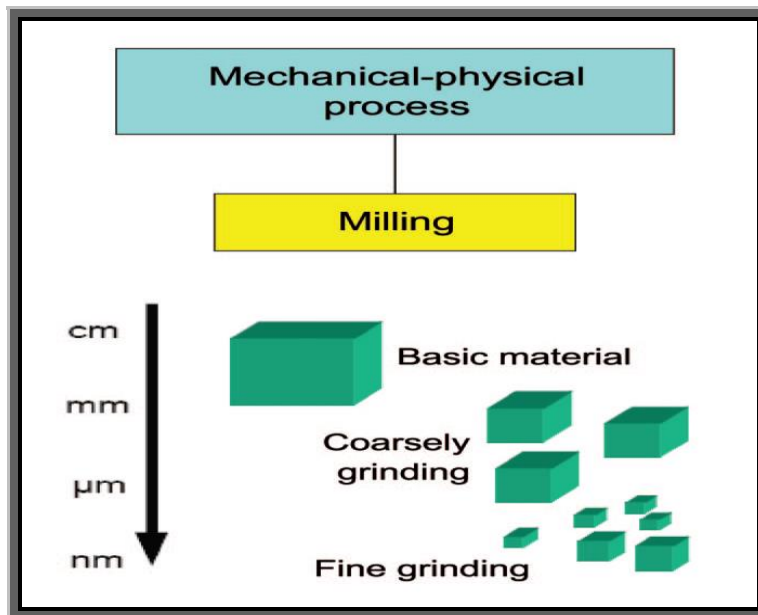 Mechanical-physical
process
Milling
cm
Basic material
mm
Coarsely
grinding
µm
nm
Fine grinding